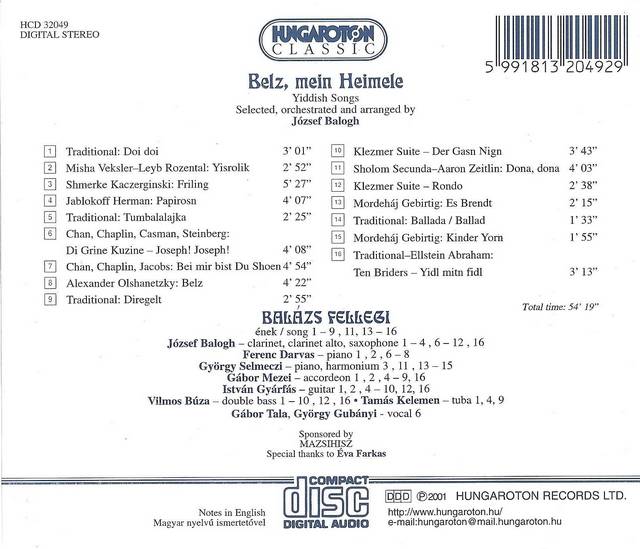 HCD 32049
DIGITAL STEREO
HUNGAROTON
CLASSIC
5 991813 204929
Belz, mein Heimele
Yiddish Songs
Selected, orchestrated and arranged by
József Balogh
1 Traditional: Doi doi 3’ 01”
2 Misha Veksler–Leyb Rozental: Yisrolik 2’ 52”
3 Shmerke Kaczerginski: Friling 5’ 27”
4 Jablokoff Herman: Papirosn 4’ 07”
5 Traditional: Tumbalalajka 2’ 25”
6 Chan, Chaplin, Casman, Steinberg:
Di Grine Kuzine – Joseph! Joseph! 4’ 08”
7 Chan, Chaplin, Jacobs: Bei mir bist Du Shoen 4’ 54”
8 Alexander Olshanetzky: Belz 4’ 22”
9 Traditional: Diregelt 2’ 55”
10 Klezmer Suite – Der Gasn Nign 3’ 43”
11 Sholom Secunda–Aaron Zeitlin: Dona, dona 4’ 03”
12 Klezmer Suite – Rondo 2’ 38”
13 Mordeháj Gebirtig: Es Brendt 2’ 15”
14 Traditional: Ballada / Ballad 1’ 33”
15 Mordeháj Gebirtig: Kinder Yorn 1’ 55”
16 Traditional–Ellstein Abraham:
Ten Briders – Yidl mitn fidl 3’ 13”
Total time: 54’ 19”
BALÁZS FELLEGI
ének / song 1 – 9 , 11, 13 – 16
József Balogh – clarinet, clarinet alto, saxophone 1 – 4 , 6 – 12 , 16
Ferenc Darvas – piano 1 , 2 , 6 – 8
György Selmeczi – piano, harmonium 3 , 11 , 13 – 15
Gábor Mezei – accordeon 1 , 2 , 4 – 9, 16
István Gyárfás – guitar 1, 2 , 4 – 10, 12, 16
Vilmos Búza – double bass 1 – 10 , 12 , 16 • Tamás Kelemen – tuba 1, 4, 9
Gábor Tala, György Gubányi - vocal 6
Sponsored by
MAZSIHISZ
Special thanks to Éva Farkas
COMPACT
disc
DIGITAL AUDIO
DDD ℗2001 HUNGAROTON RECORDS LTD.
http://www.hungaroton.hu/
e-mail:hungaroton@mail.hungaroton.hu
Notes in English
Magyar nyelvű ismertetővel